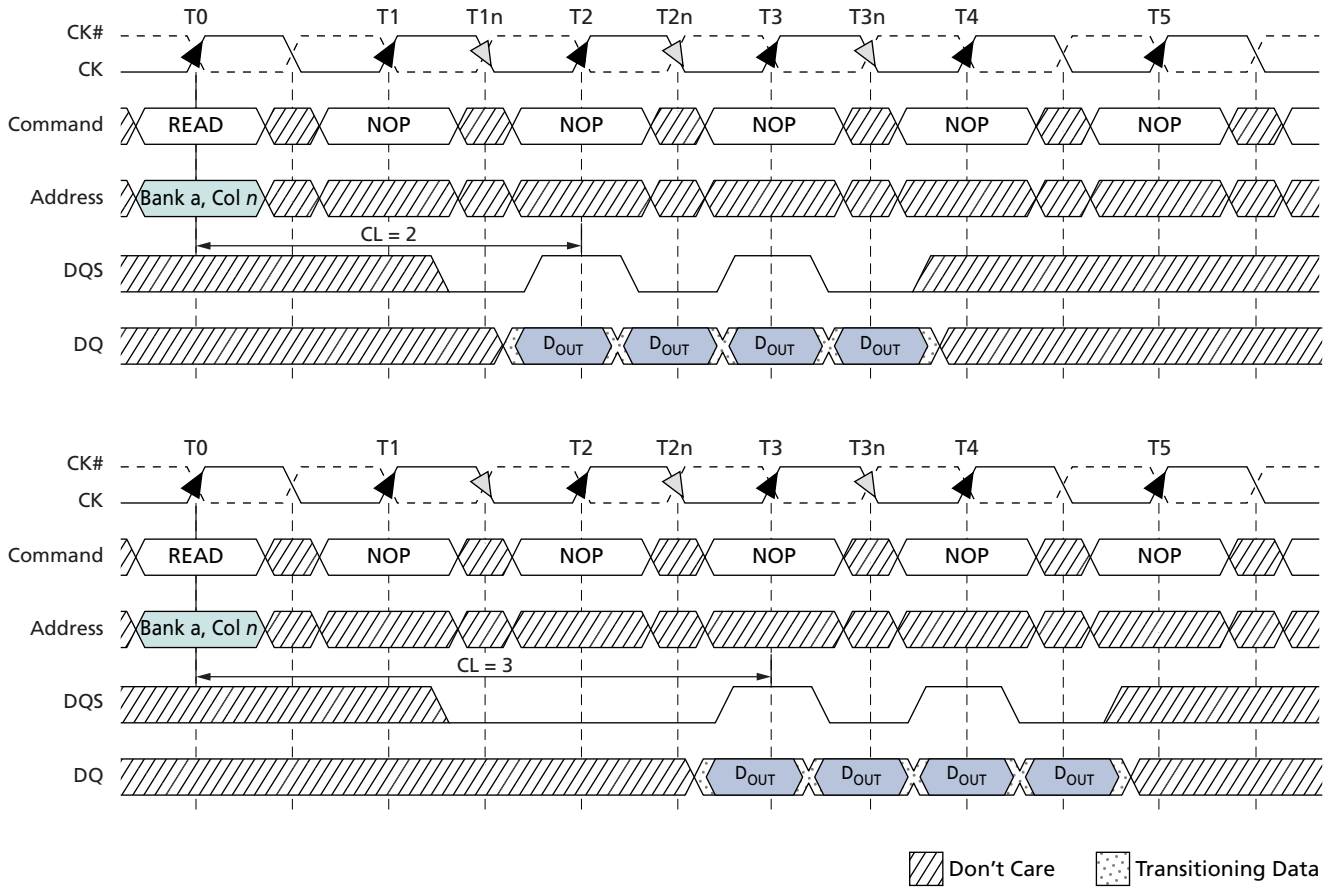 T0 T1 T1n T2 T2n T3 T3n T4 T5
CK#
CK
Command READ NOP NOP NOP NOP NOP
Address Bank a, Col n
CL = 2
DQS
DQ DOUT DOUT DOUT DOUT
T0 T1 T2 T2n T3 T3n T4 T5
CK#
CK
Command READ NOP NOP NOP NOP NOP
Address Bank a, Col n
CL = 3
DQS
DQ DOUT DOUT DOUT DOUT
Don't Care Transitioning Data